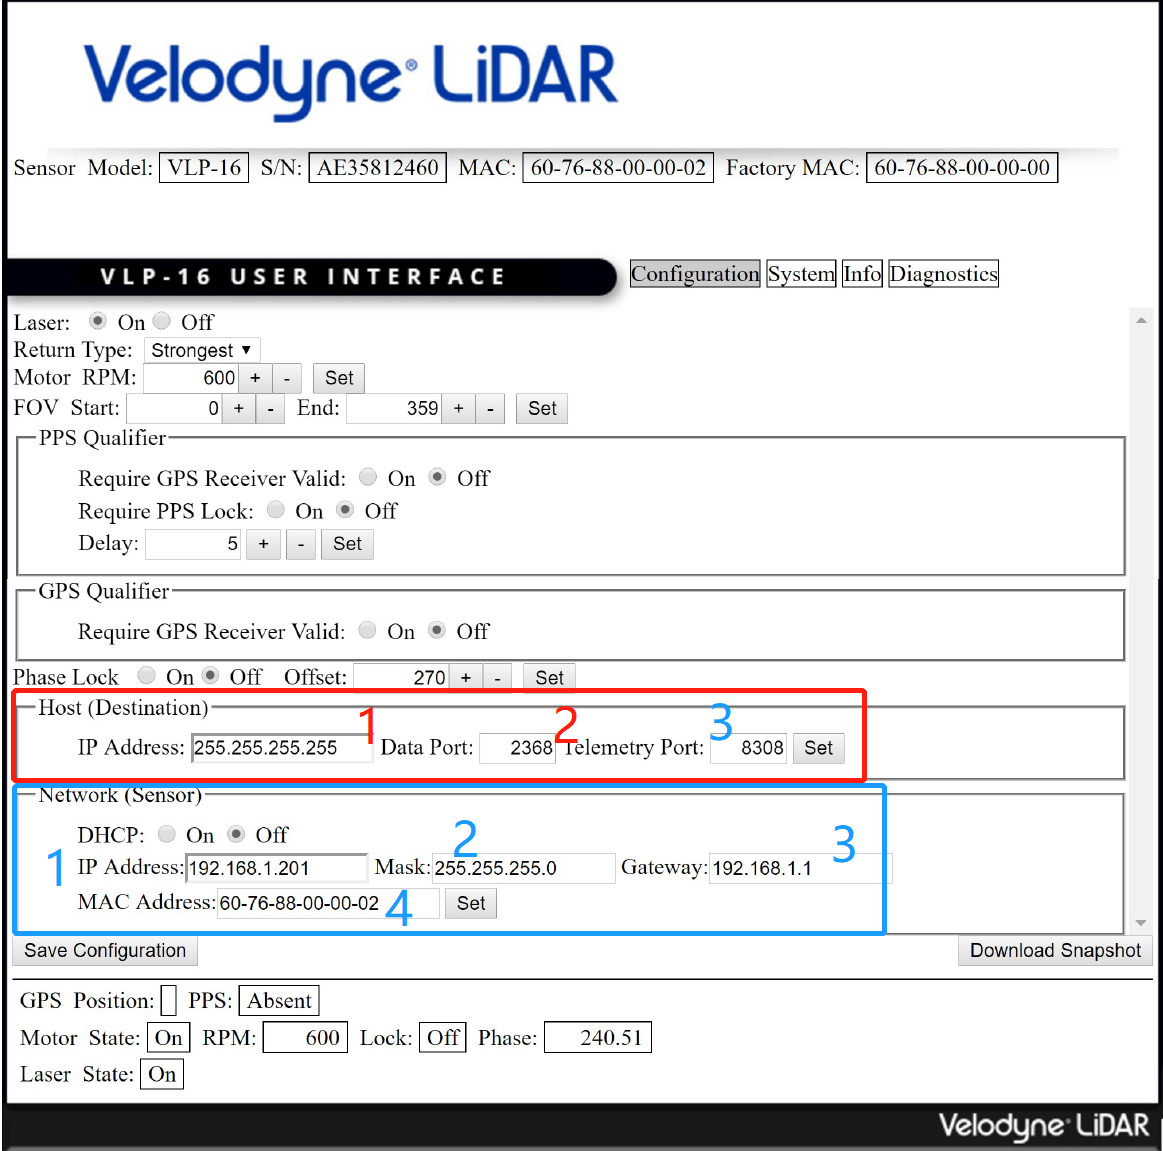 Velodyne® LiDAR
Sensor Model: VLP-16 S/N: AE35812460 MAC: 60-76-88-00-00-02 Factory MAC: 60-76-88-00-00-00
VLP-16 USER INTERFACE Configuration System Info Diagnostics
Laser: On Off
Return Type: Strongest ▼
Motor RPM: 600 + - Set
FOV Start: 0 + - End: 359 + - Set
PPS Qualifier
Require GPS Receiver Valid: On Off
Require PPS Lock: On Off
Delay: 5 + - Set
GPS Qualifier
Require GPS Receiver Valid: On Off
Phase Lock On Off Offset: 270 + - Set
Host (Destination)
1 2 3
IP Address: 255.255.255.255 Data Port: 2368 Telemetry Port: 8308 Set
Network (Sensor)
DHCP: On Off
1 2 3
IP Address: 192.168.1.201 Mask: 255.255.255.0 Gateway: 192.168.1.1
MAC Address: 60-76-88-00-00-02 4 Set
Save Configuration Download Snapshot
GPS Position: PPS: Absent
Motor State: On RPM: 600 Lock: Off Phase: 240.51
Laser State: On
Velodyne® LiDAR